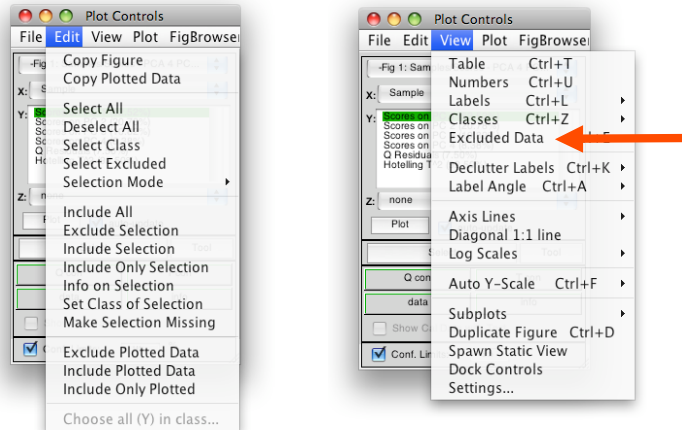 Plot Controls
File Edit View Plot FigBrowser
Copy Figure
Copy Plotted Data
Select All
Deselect All
Select Class
Select Excluded
Selection Mode
Include All
Exclude Selection
Include Selection
Include Only Selection
Info on Selection
Set Class of Selection
Make Selection Missing
Exclude Plotted Data
Include Plotted Data
Include Only Plotted
Choose all (Y) in class...
X:
Y:
Z:
Plot Controls
File Edit View Plot FigBrowser
-Fig 1:
X: Sample
Y: Scores on
Scores on
Scores on
Scores on
Q Residuals
Hotelling
Z: none
Plot
Q con
data
Show
Conf. Limits
Table Ctrl+T
Numbers Ctrl+U
Labels Ctrl+L
Classes Ctrl+Z
Excluded Data
Declutter Labels Ctrl+K
Label Angle Ctrl+A
Axis Lines
Diagonal 1:1 line
Log Scales
Auto Y-Scale Ctrl+F
Subplots
Duplicate Figure Ctrl+D
Spawn Static View
Dock Controls
Settings...